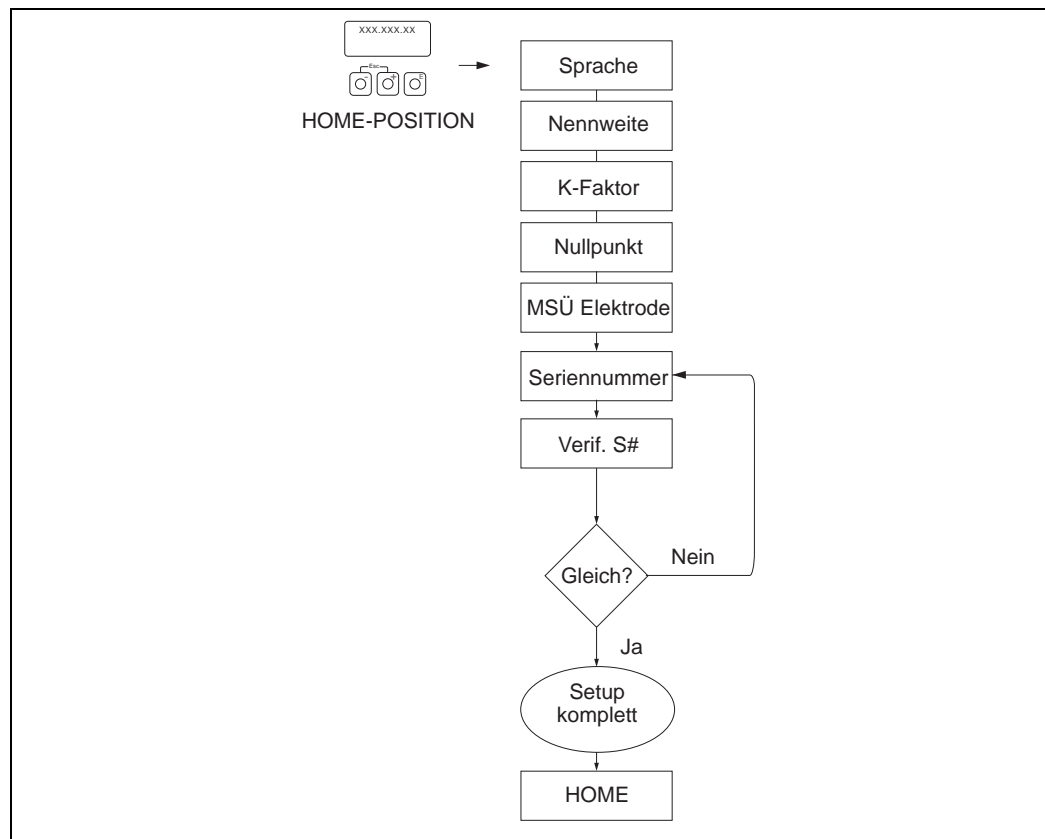 xxx.xxx.xx
Esc
- + E
HOME-POSITION
Sprache
Nennweite
K-Faktor
Nullpunkt
MSÜ Elektrode
Seriennummer
Verif. S#
Nein
Gleich?
Ja
Setup
komplett
HOME